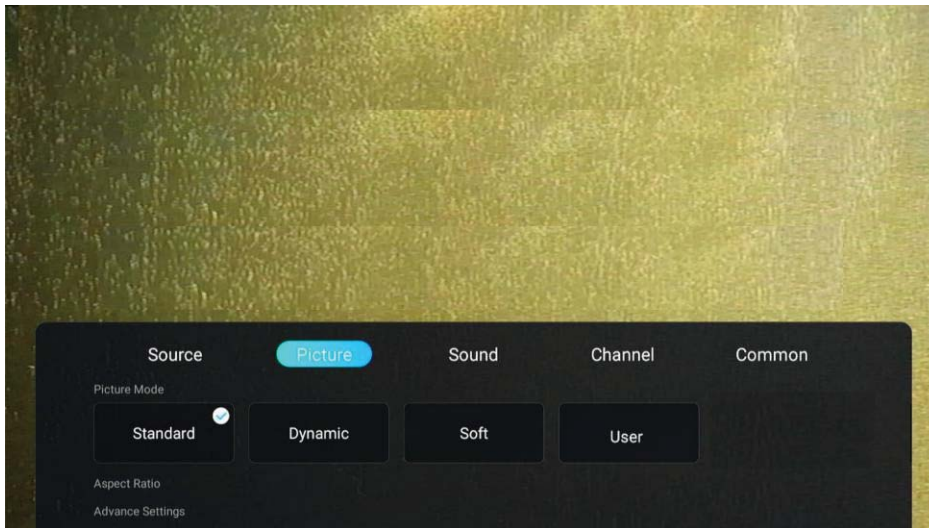 Source Picture Sound Channel Common
Picture Mode
Standard Dynamic Soft User
Aspect Ratio
Advance Settings